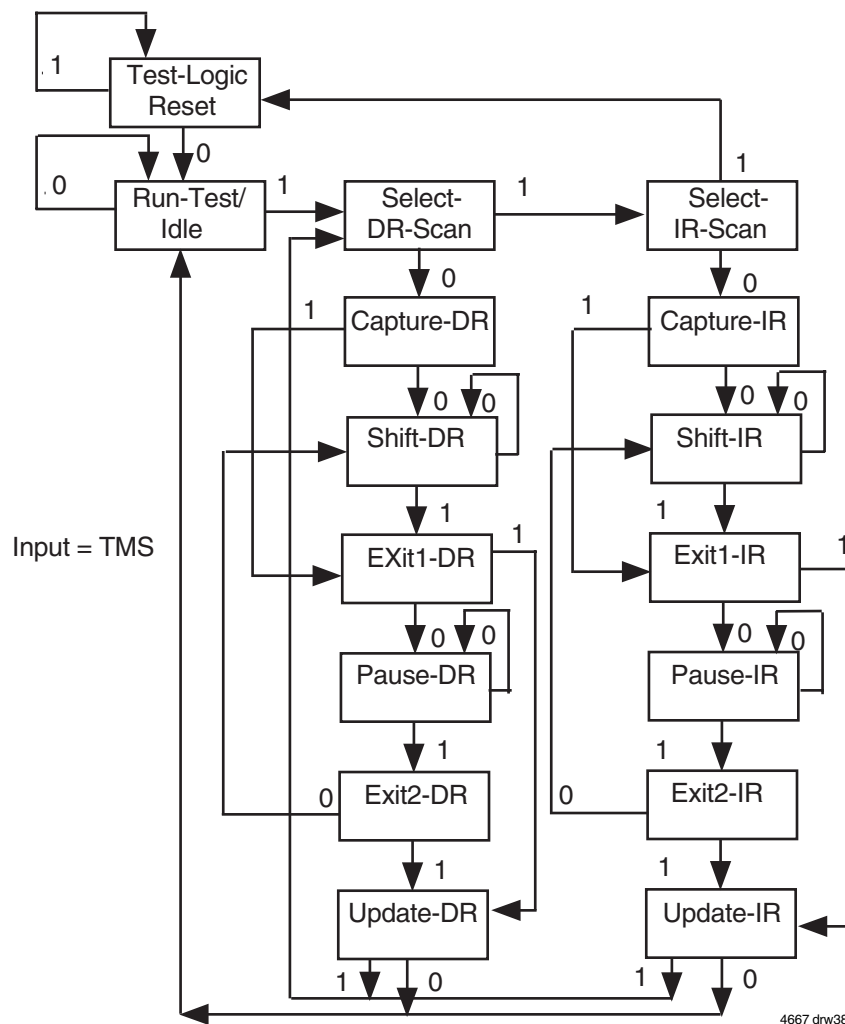 1
Test-Logic
Reset
0
1
0
Run-Test/
Idle
1
Select-
DR-Scan
1
Select-
IR-Scan
0
0
1
Capture-DR
1
Capture-IR
0
0
0
0
Shift-DR
Shift-IR
1
1
Input = TMS
EXit1-DR
1
Exit1-IR
1
0
0
0
0
Pause-DR
Pause-IR
1
1
0
Exit2-DR
0
Exit2-IR
1
1
Update-DR
Update-IR
1
0
1
0
4667 drw38